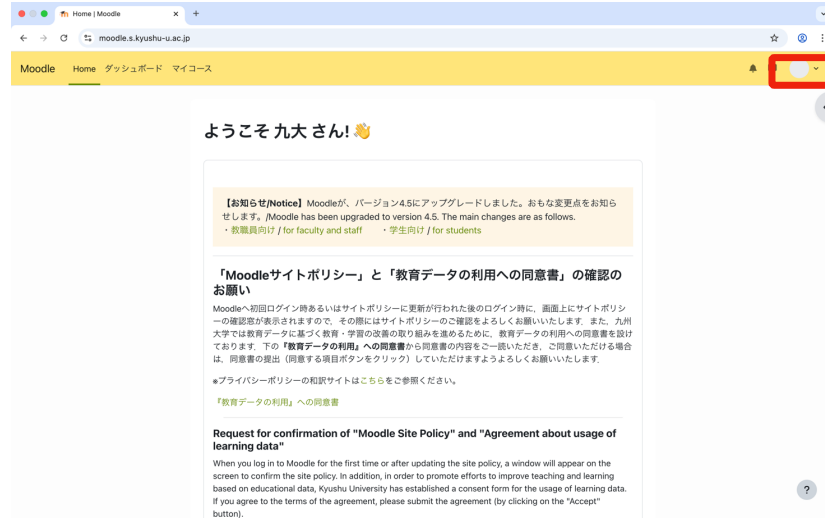 Home | Moodle
moodle.s.kyushu-u.ac.jp
Moodle Home ダッシュボード マイコース
ようこそ 九大 さん! 👋
【お知らせ/Notice】Moodleが、バージョン4.5にアップグレードしました。おもな変更点をお知ら
せします。/Moodle has been upgraded to version 4.5. The main changes are as follows.
・教職員向け / for faculty and staff ・学生向け / for students
「Moodleサイトポリシー」と「教育データの利用への同意書」の確認の
お願い
Moodleへ初回ログイン時あるいはサイトポリシーに更新が行われた後のログイン時に，画面上にサイトポリシ
ーの確認窓が表示されますので，その際にはサイトポリシーのご確認をよろしくお願いいたします．また，九州
大学では教育データに基づく教育・学習の改善の取り組みを進めるために，教育データの利用への同意書を設け
ております．下の『教育データの利用』への同意書から同意書の内容をご一読いただき，ご同意いただける場合
は，同意書の提出（同意する項目ボタンをクリック）していただけますようよろしくお願いいたします．
※プライバシーポリシーの和訳サイトはこちらをご参照ください。
『教育データの利用』への同意書
Request for confirmation of "Moodle Site Policy" and "Agreement about usage of
learning data"
When you log in to Moodle for the first time or after updating the site policy, a window will appear on the
screen to confirm the site policy. In addition, in order to promote efforts to improve teaching and learning
based on educational data, Kyushu University has established a consent form for the usage of learning data.
If you agree to the terms of the agreement, please submit the agreement (by clicking on the "Accept"
button).
?